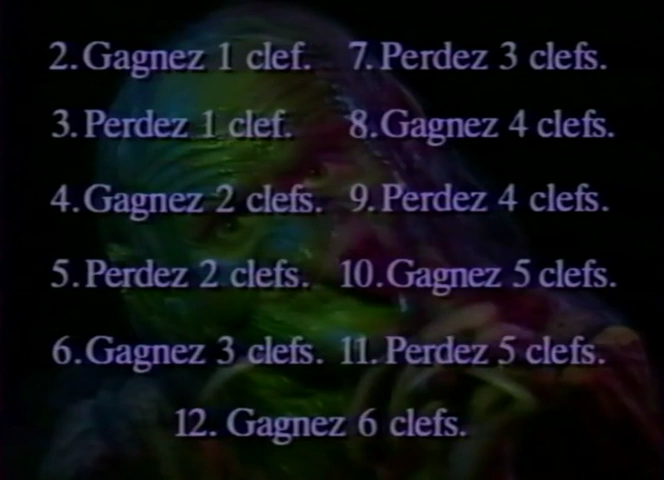 2. Gagnez 1 clef.
3. Perdez 1 clef.
4. Gagnez 2 clefs.
5. Perdez 2 clefs.
6. Gagnez 3 clefs.
7. Perdez 3 clefs.
8. Gagnez 4 clefs.
9. Perdez 4 clefs.
10. Gagnez 5 clefs.
11. Perdez 5 clefs.
12. Gagnez 6 clefs.